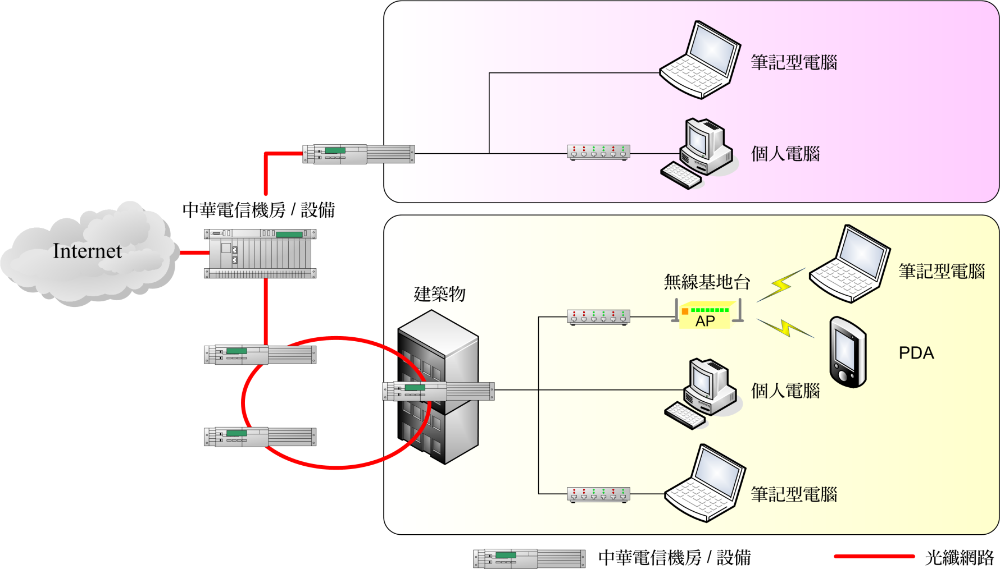 筆記型電腦
個人電腦
中華電信機房 / 設備
Internet
筆記型電腦
無線基地台
建築物
AP
PDA
個人電腦
筆記型電腦
中華電信機房 / 設備
光纖網路